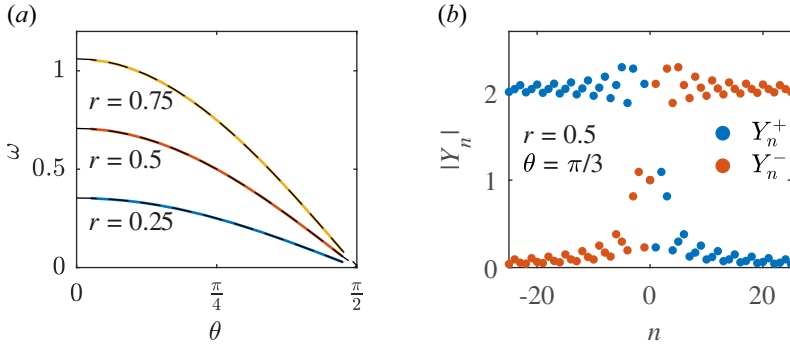 (a)
1
r = 0.75
ω
0.5
r = 0.5
r = 0.25
0
0
π/4
π/2
θ
(b)
2
|Y_n|
r = 0.5
θ = π/3
Y_n^+
Y_n^-
1
0
-20
0
20
n